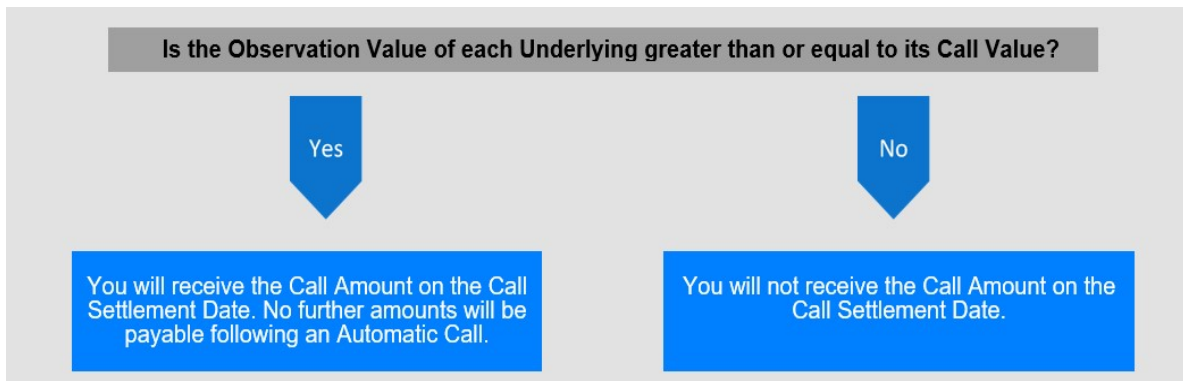 Is the Observation Value of each Underlying greater than or equal to its Call Value?
Yes
No
You will receive the Call Amount on the Call
Settlement Date. No further amounts will be
payable following an Automatic Call.
You will not receive the Call Amount on the
Call Settlement Date.